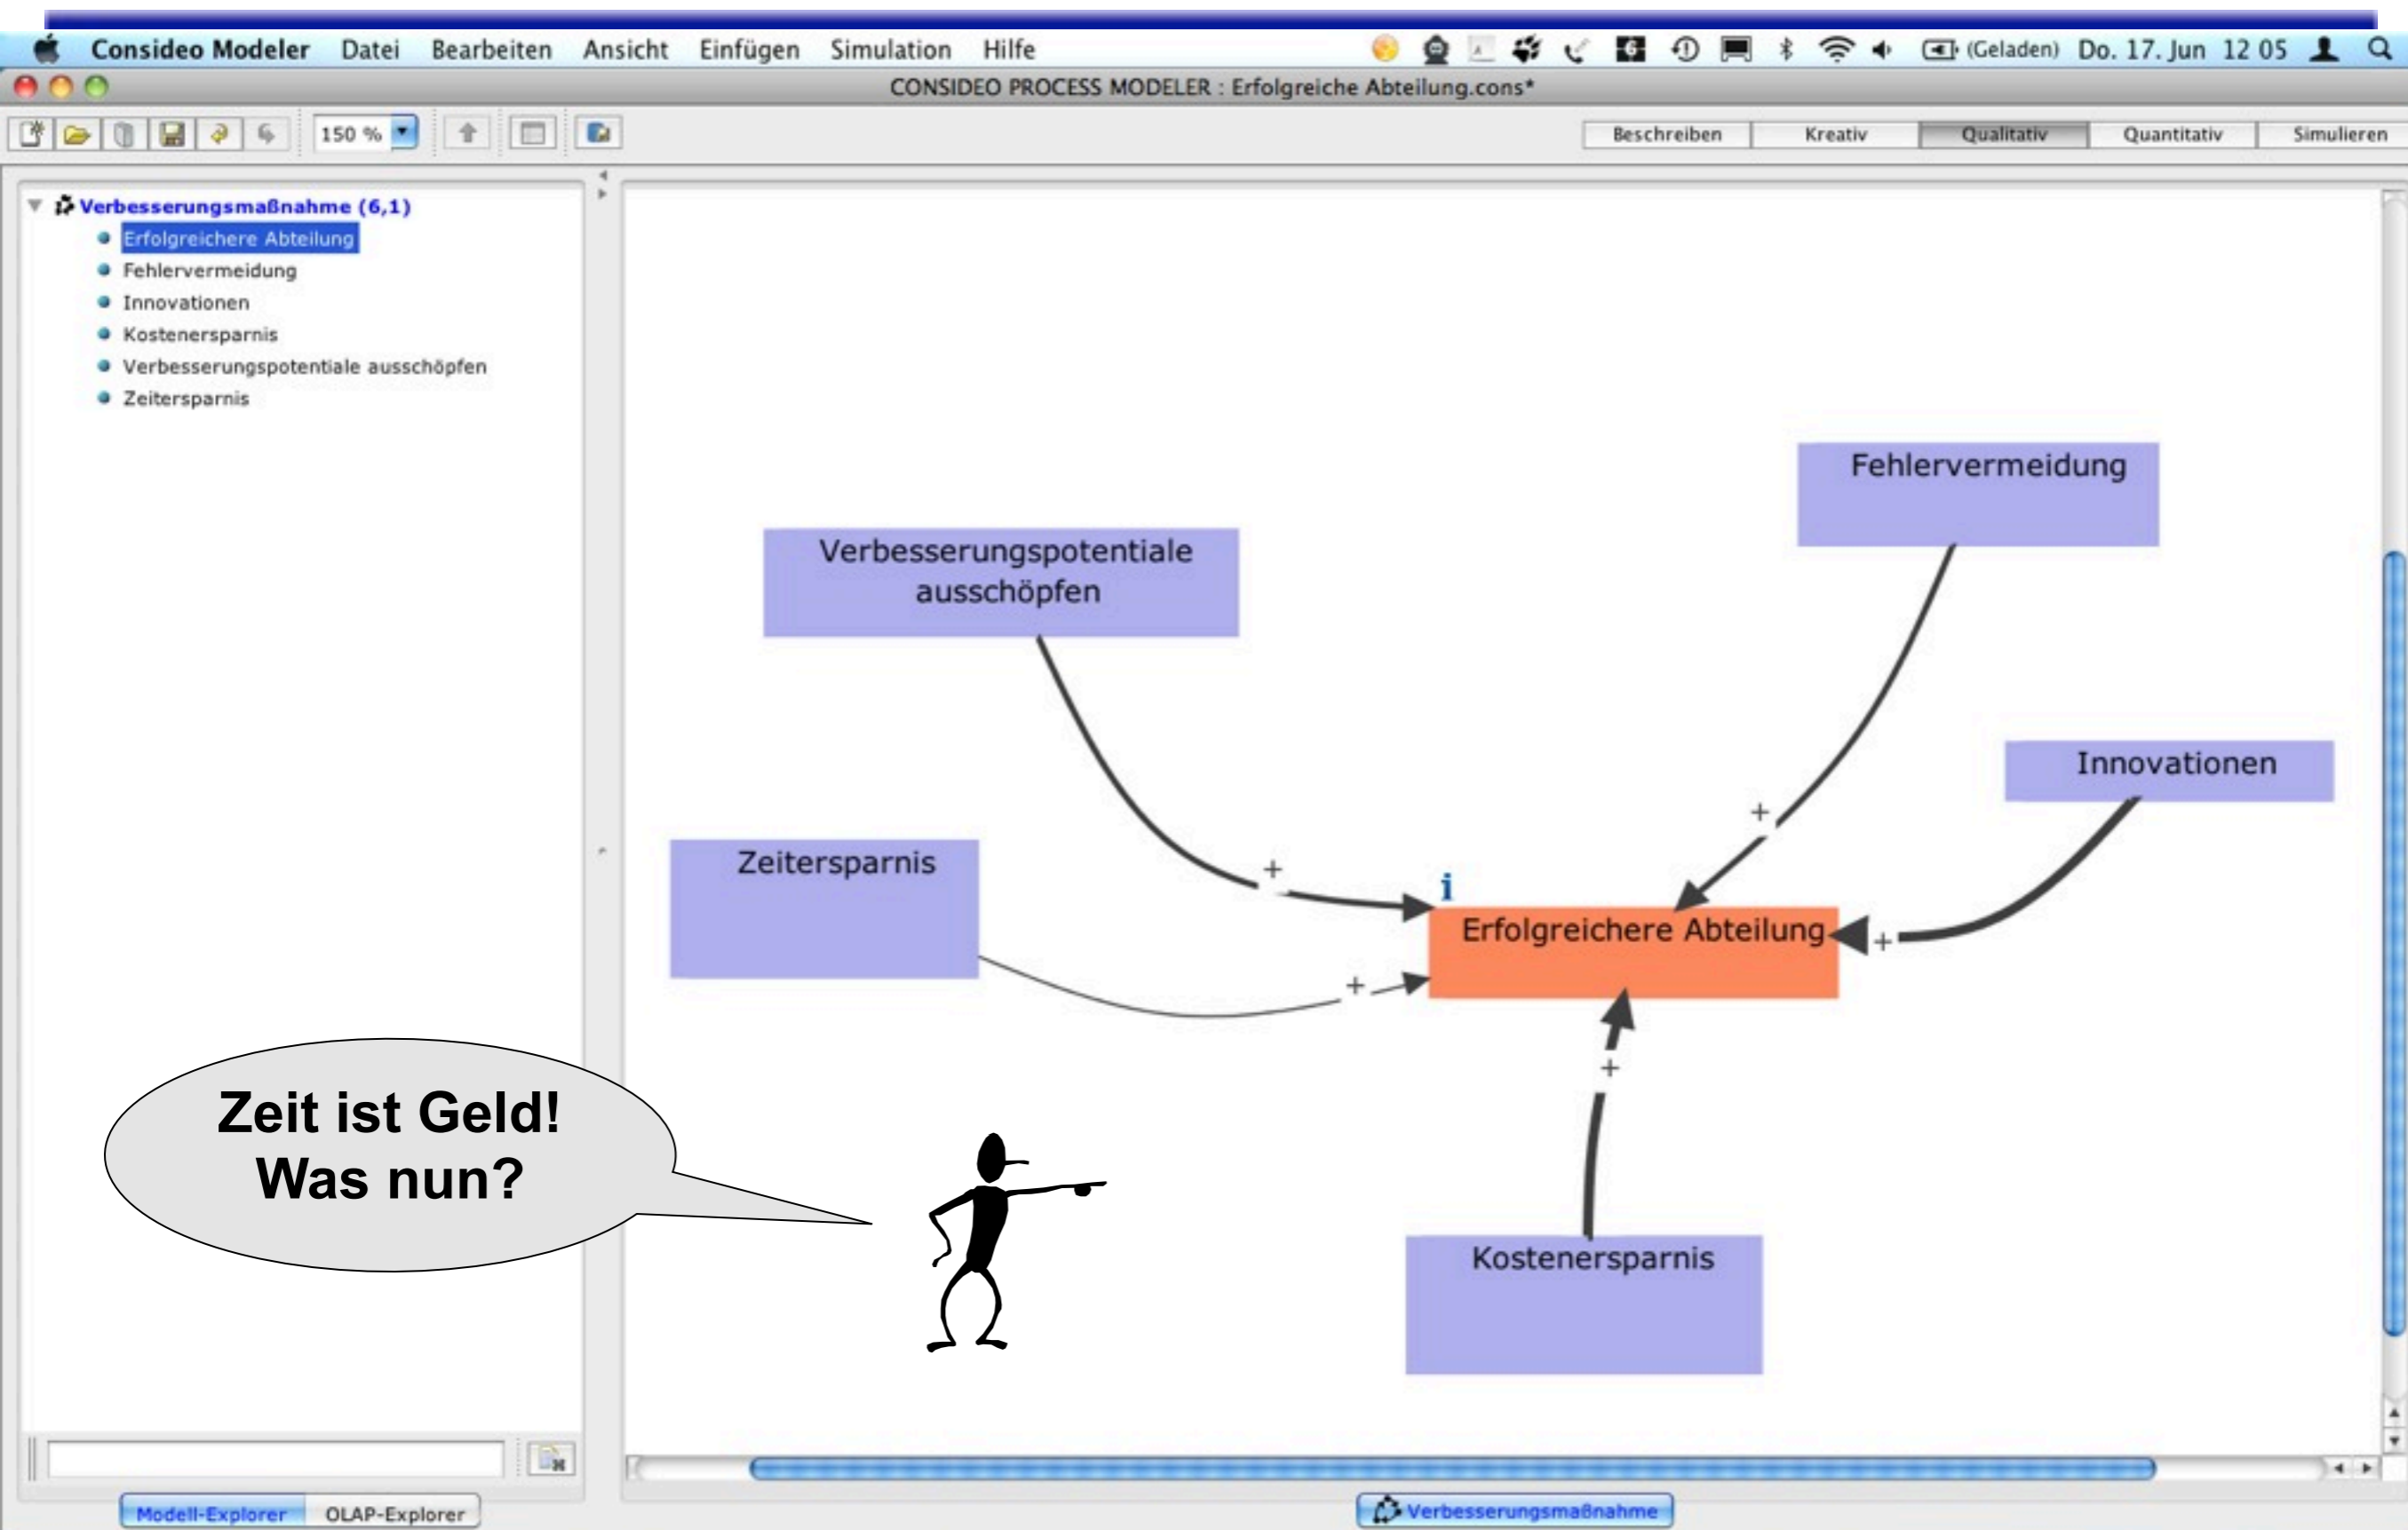 Consideo Modeler Datei Bearbeiten Ansicht Einfügen Simulation Hilfe (Geladen) Do. 17. Jun 12 05
CONSIDEO PROCESS MODELER : Erfolgreiche Abteilung.cons*
150 % Beschreiben Kreativ Qualitativ Quantitativ Simulieren
Verbesserungsmaßnahme (6,1)
Erfolgreichere Abteilung
Fehlervermeidung
Innovationen
Kostenersparnis
Verbesserungspotentiale ausschöpfen
Zeitersparnis
Fehlervermeidung
Verbesserungspotentiale
ausschöpfen
Innovationen
+
Zeitersparnis
+
i
Erfolgreichere Abteilung
+
+
+
Zeit ist Geld!
Was nun?
Kostenersparnis
Modell-Explorer OLAP-Explorer
Verbesserungsmaßnahme